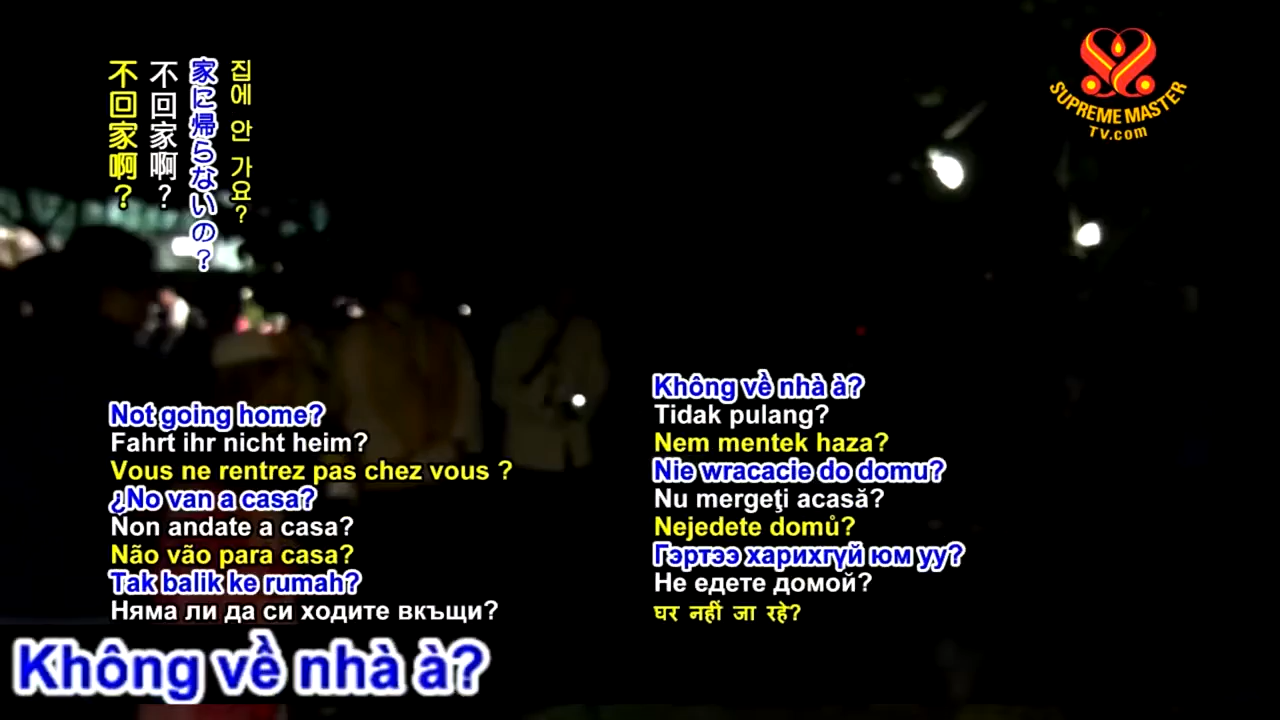 不回家啊？
不回家啊？
家に帰らないの？
집에 안 가요?
SUPREME MASTER
TV.com
Not going home?
Fahrt ihr nicht heim?
Vous ne rentrez pas chez vous ?
¿No van a casa?
Non andate a casa?
Não vão para casa?
Tak balik ke rumah?
Няма ли да си ходите вкъщи?
Không về nhà à?
Tidak pulang?
Nem mentek haza?
Nie wracacie do domu?
Nu mergeţi acasă?
Nejedete domů?
Гэртээ харихгүй юм уу?
Не едете домой?
घर नहीं जा रहे?
Không về nhà à?